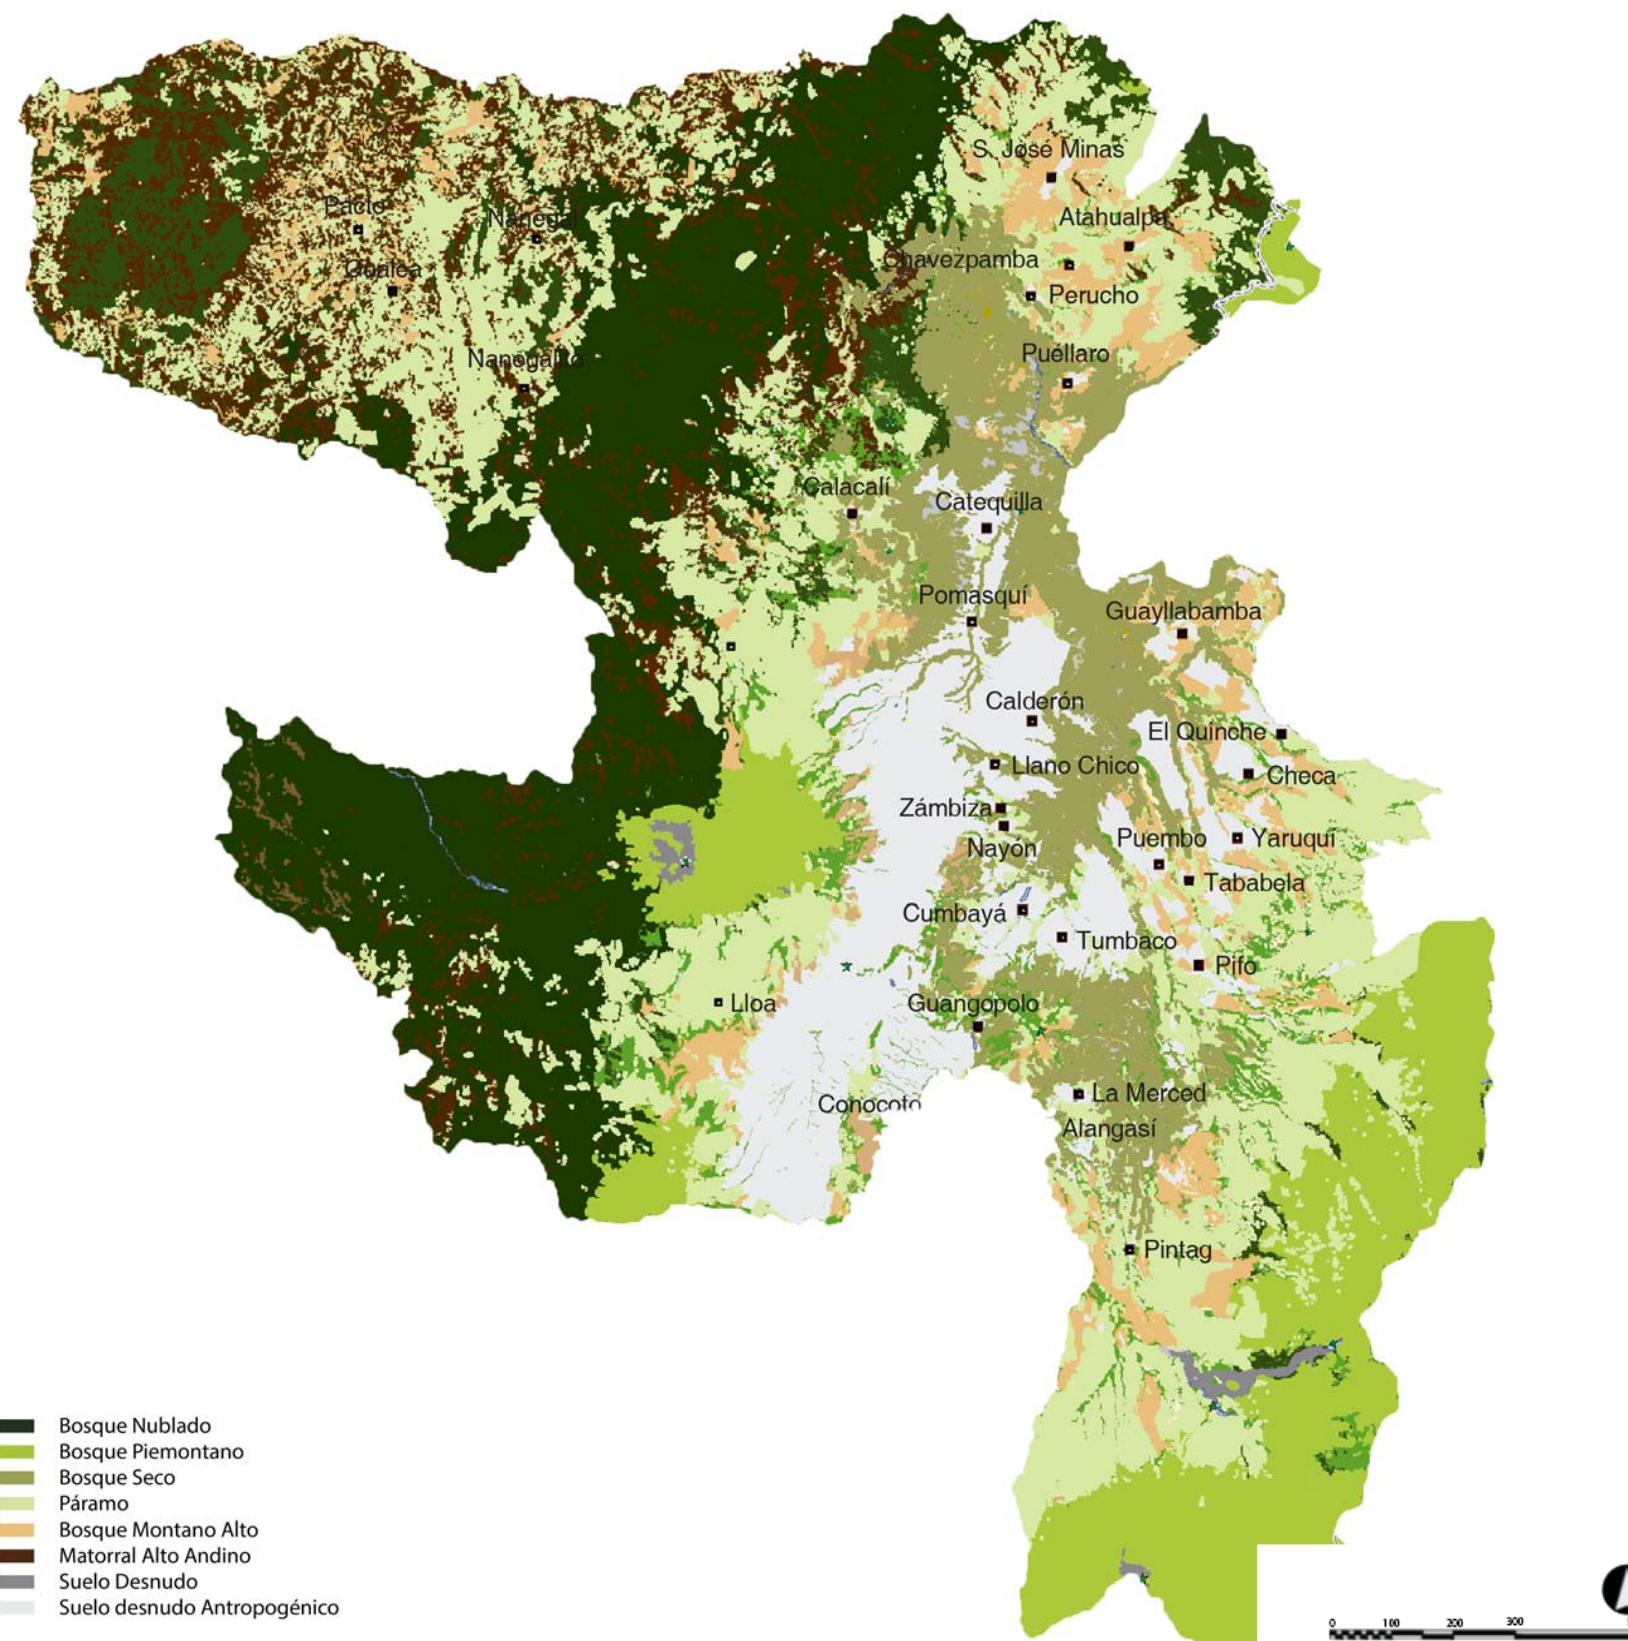 S. José Minas
Pacto
Nanegal
Atahualpa
Gualea
Chavezpamba
Perucho
Nanegalito
Puellaro
Calacalí
Catequilla
Pomasquí
Guayllabamba
Calderón
El Quinche
Llano Chico
Checa
Zámbiza
Nayón
Puembo
Yaruquí
Tababela
Cumbayá
Tumbaco
Pifo
Lloa
Guangopolo
Conocoto
La Merced
Alangasí
Pintag
Bosque Nublado
Bosque Piemontano
Bosque Seco
Páramo
Bosque Montano Alto
Matorral Alto Andino
Suelo Desnudo
Suelo desnudo Antropogénico
0 100 200 300